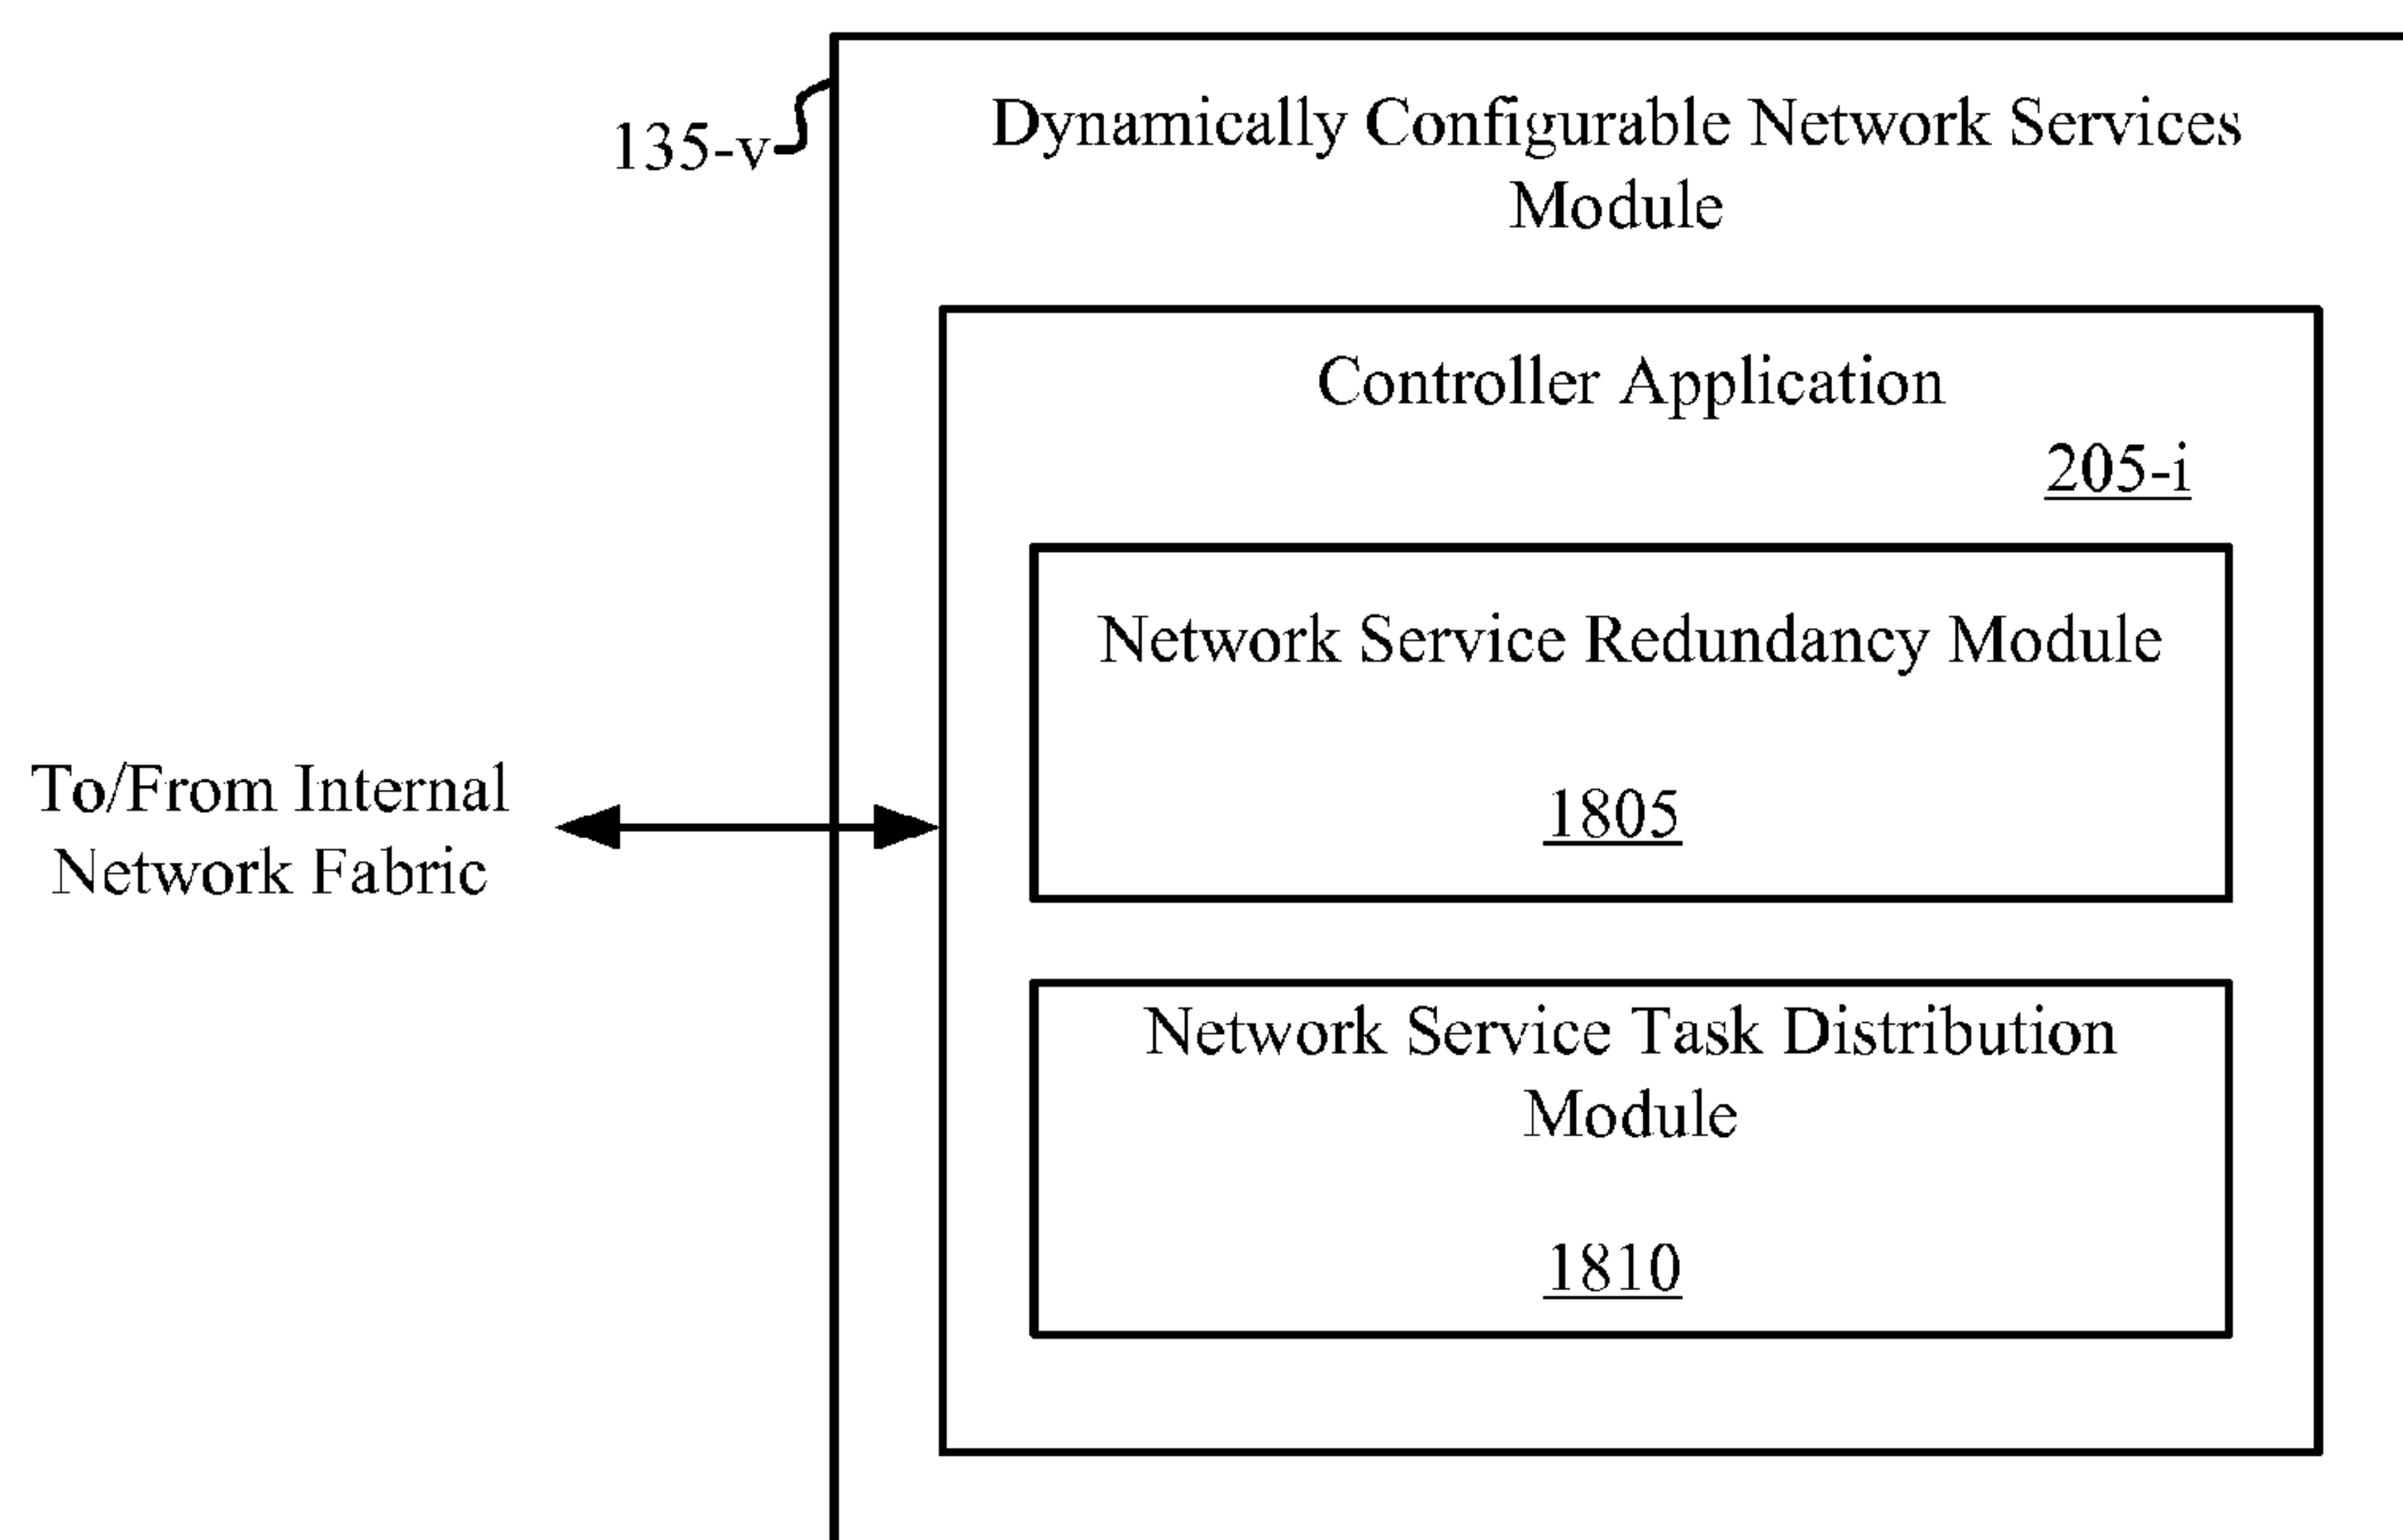 135-v
Dynamically Configurable Network Services
Module
Controller Application
205-i
Network Service Redundancy Module
1805
To/From Internal
Network Fabric
Network Service Task Distribution
Module
1810